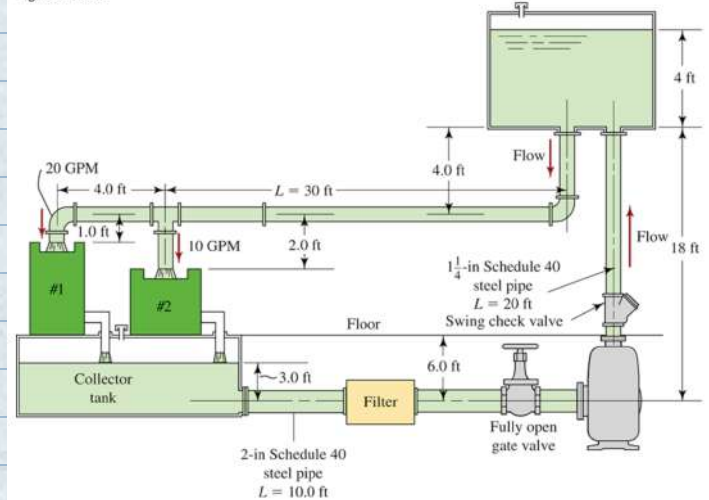 20 GPM
4.0 ft
L = 30 ft
4.0 ft
Flow
4 ft
1.0 ft
10 GPM
2.0 ft
Flow
18 ft
#1
#2
1 1/4-in Schedule 40
steel pipe
L = 20 ft
Swing check valve
Floor
6.0 ft
3.0 ft
Collector
tank
Filter
Fully open
gate valve
2-in Schedule 40
steel pipe
L = 10.0 ft